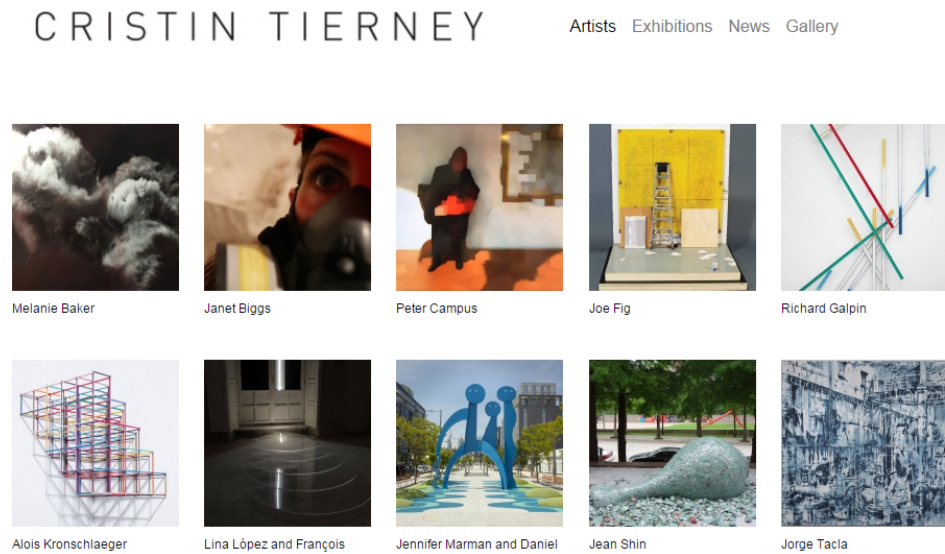 CRISTIN TIERNEY
Artists Exhibitions News Gallery
Melanie Baker Janet Biggs Peter Campus Joe Fig Richard Galpin
Alois Kronschlaeger Lina López and François Jennifer Marman and Daniel Jean Shin Jorge Tacla